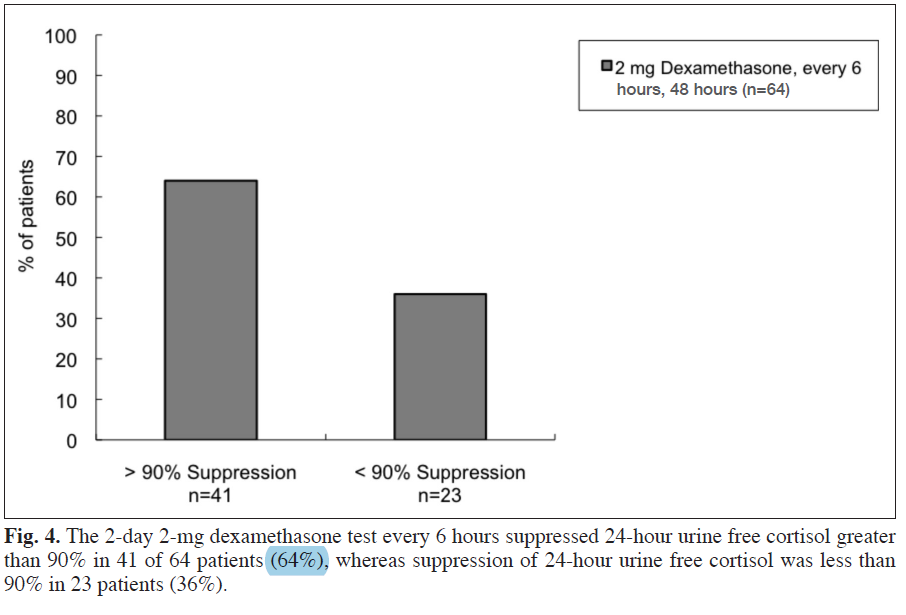 100
90
80
70
60
50
40
30
20
10
0
% of patients
2 mg Dexamethasone, every 6
hours, 48 hours (n=64)
> 90% Suppression
n=41
< 90% Suppression
n=23
Fig. 4. The 2-day 2-mg dexamethasone test every 6 hours suppressed 24-hour urine free cortisol greater
than 90% in 41 of 64 patients (64%), whereas suppression of 24-hour urine free cortisol was less than
90% in 23 patients (36%).